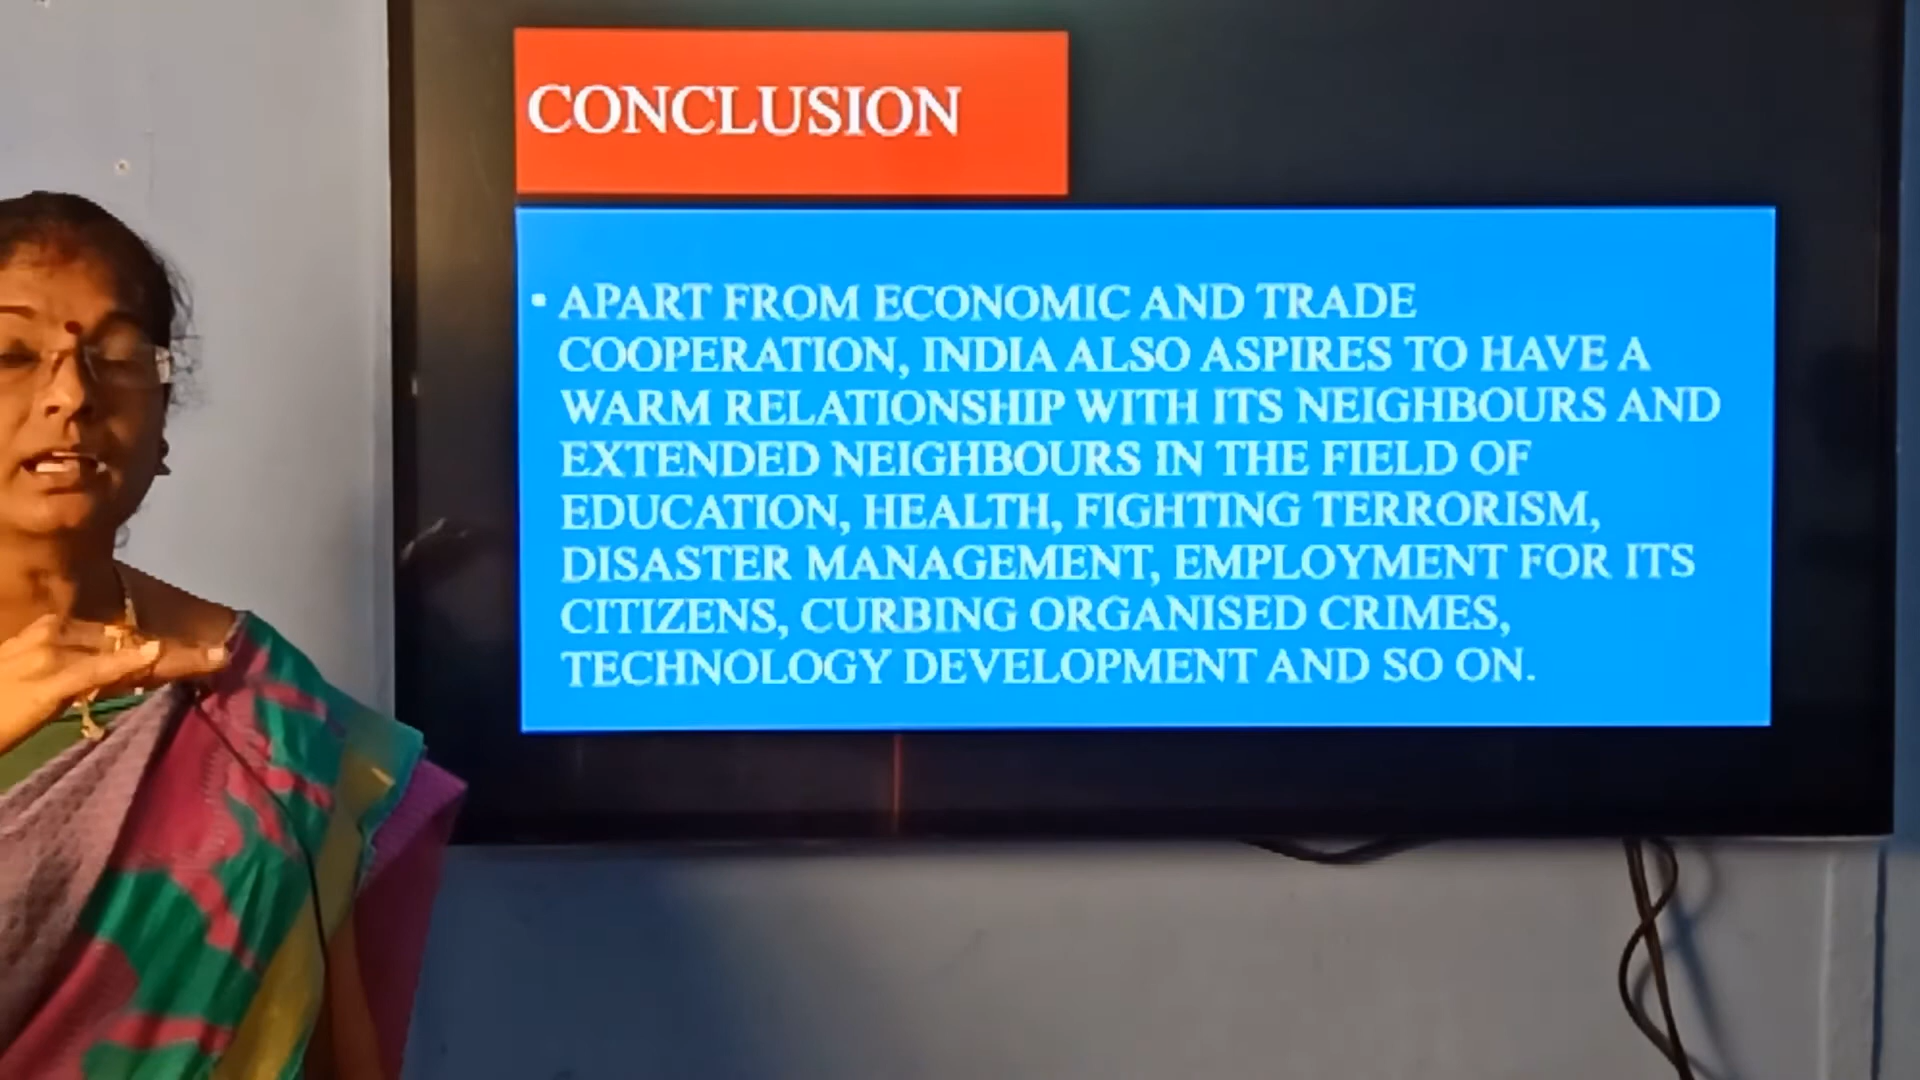 CONCLUSION
▪ APART FROM ECONOMIC AND TRADE
COOPERATION, INDIA ALSO ASPIRES TO HAVE A
WARM RELATIONSHIP WITH ITS NEIGHBOURS AND
EXTENDED NEIGHBOURS IN THE FIELD OF
EDUCATION, HEALTH, FIGHTING TERRORISM,
DISASTER MANAGEMENT, EMPLOYMENT FOR ITS
CITIZENS, CURBING ORGANISED CRIMES,
TECHNOLOGY DEVELOPMENT AND SO ON.